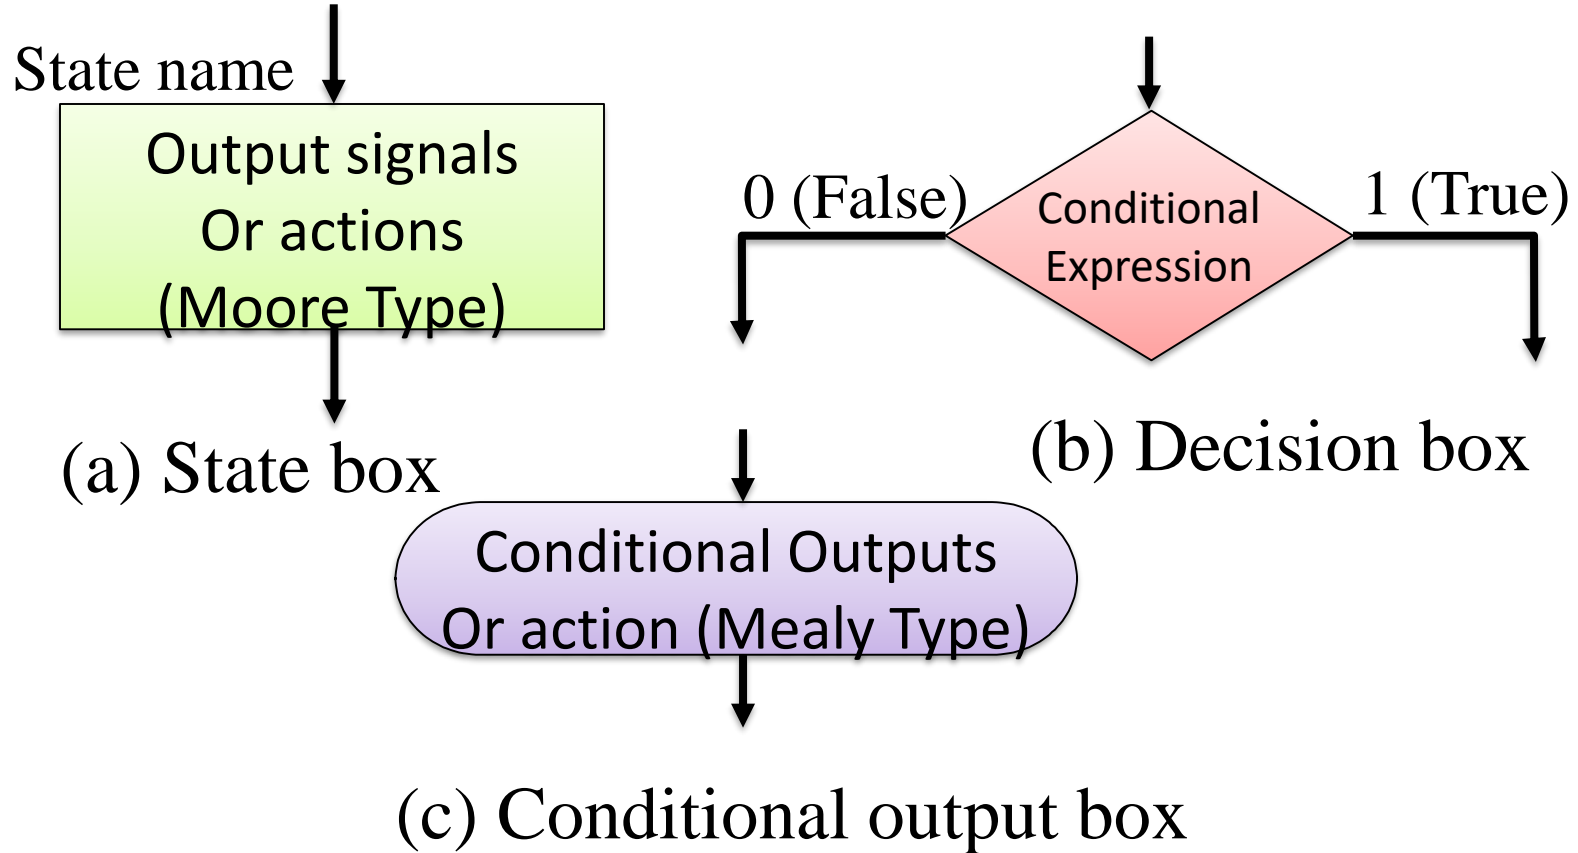 State name
Output signals
Or actions
(Moore Type)
(a) State box
0 (False)
Conditional
Expression
1 (True)
(b) Decision box
Conditional Outputs
Or action (Mealy Type)
(c) Conditional output box